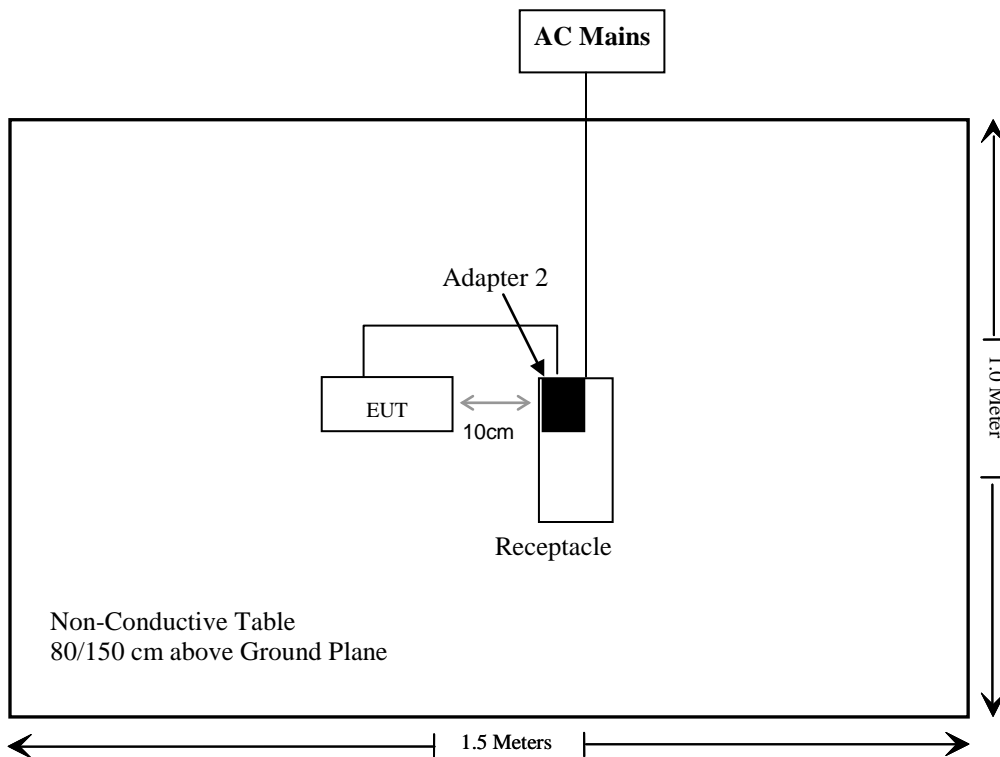 AC Mains
Adapter 2
EUT
10cm
1.0 Meter
Receptacle
Non-Conductive Table
80/150 cm above Ground Plane
1.5 Meters